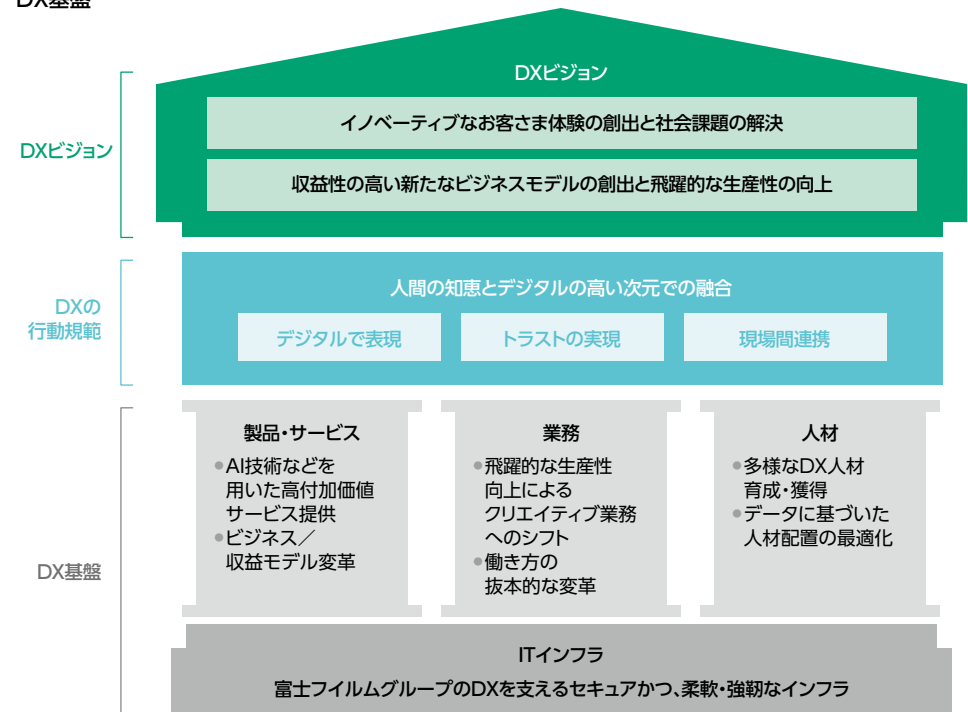 DX基盤
DXビジョン
DXビジョン
イノベーティブなお客さま体験の創出と社会課題の解決
収益性の高い新たなビジネスモデルの創出と飛躍的な生産性の向上
DXの
行動規範
人間の知恵とデジタルの高い次元での融合
デジタルで表現
トラストの実現
現場間連携
DX基盤
製品・サービス
●AI技術などを
用いた高付加価値
サービス提供
●ビジネス／
収益モデル変革
業務
●飛躍的な生産性
向上による
クリエイティブ業務
へのシフト
●働き方の
抜本的な変革
人材
●多様なDX人材
育成・獲得
●データに基づいた
人材配置の最適化
ITインフラ
富士フイルムグループのDXを支えるセキュアかつ、柔軟・強靭なインフラ